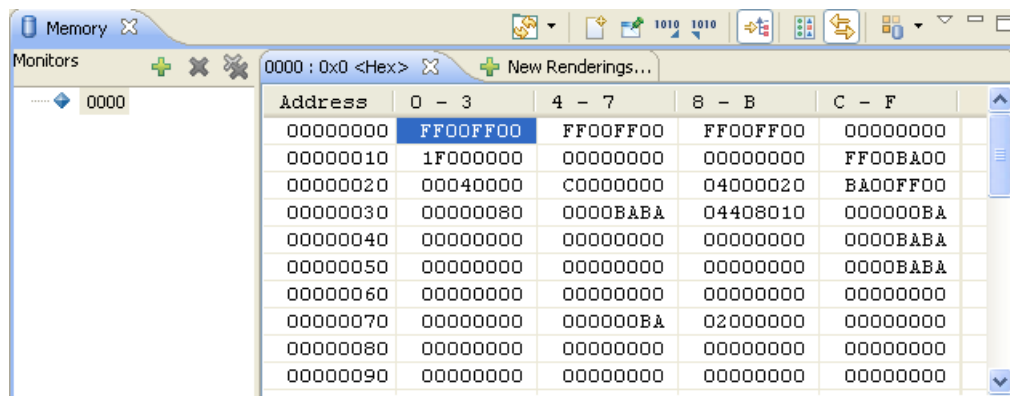 Memory
1010 1010
Monitors
0000 : 0x0 <Hex> New Renderings...
0000
Address 0 - 3 4 - 7 8 - B C - F
00000000 FF00FF00 FF00FF00 FF00FF00 00000000
00000010 1F000000 00000000 00000000 FF00BA00
00000020 00040000 C0000000 04000020 BA00FF00
00000030 00000080 0000BABA 04408010 000000BA
00000040 00000000 00000000 00000000 0000BABA
00000050 00000000 00000000 00000000 0000BABA
00000060 00000000 00000000 00000000 00000000
00000070 00000000 000000BA 02000000 00000000
00000080 00000000 00000000 00000000 00000000
00000090 00000000 00000000 00000000 00000000